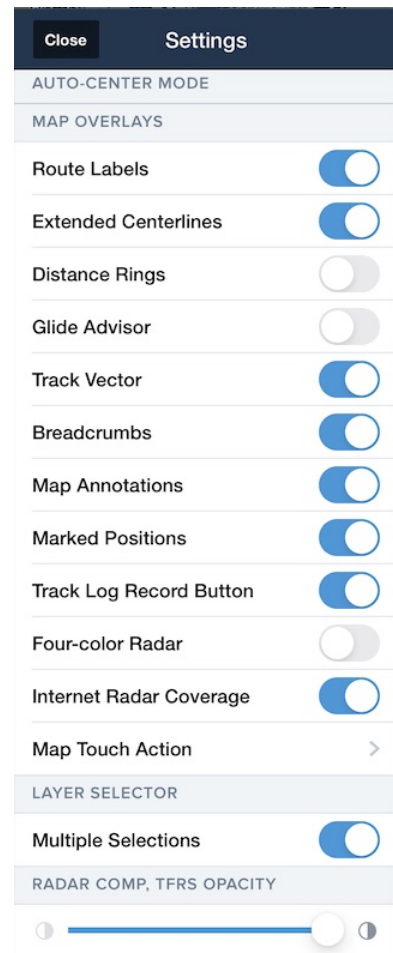 Close
Settings
AUTO-CENTER MODE
MAP OVERLAYS
Route Labels
Extended Centerlines
Distance Rings
Glide Advisor
Track Vector
Breadcrumbs
Map Annotations
Marked Positions
Track Log Record Button
Four-color Radar
Internet Radar Coverage
Map Touch Action
LAYER SELECTOR
Multiple Selections
RADAR COMP, TFRS OPACITY